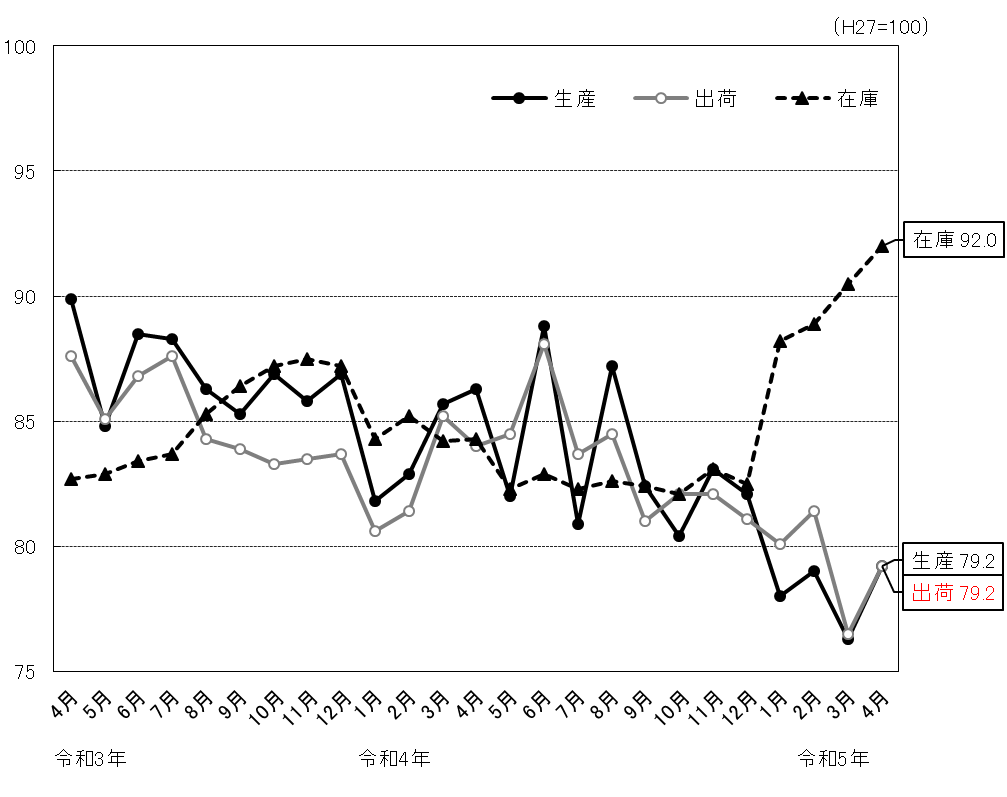 （H27=100）
100
生産 出荷 在庫
95
在庫 92.0
90
85
80
生産 79.2
出荷 79.2
75
4月 5月 6月 7月 8月 9月 10月 11月 12月 1月 2月 3月 4月 5月 6月 7月 8月 9月 10月 11月 12月 1月 2月 3月 4月
令和3年 令和4年 令和5年